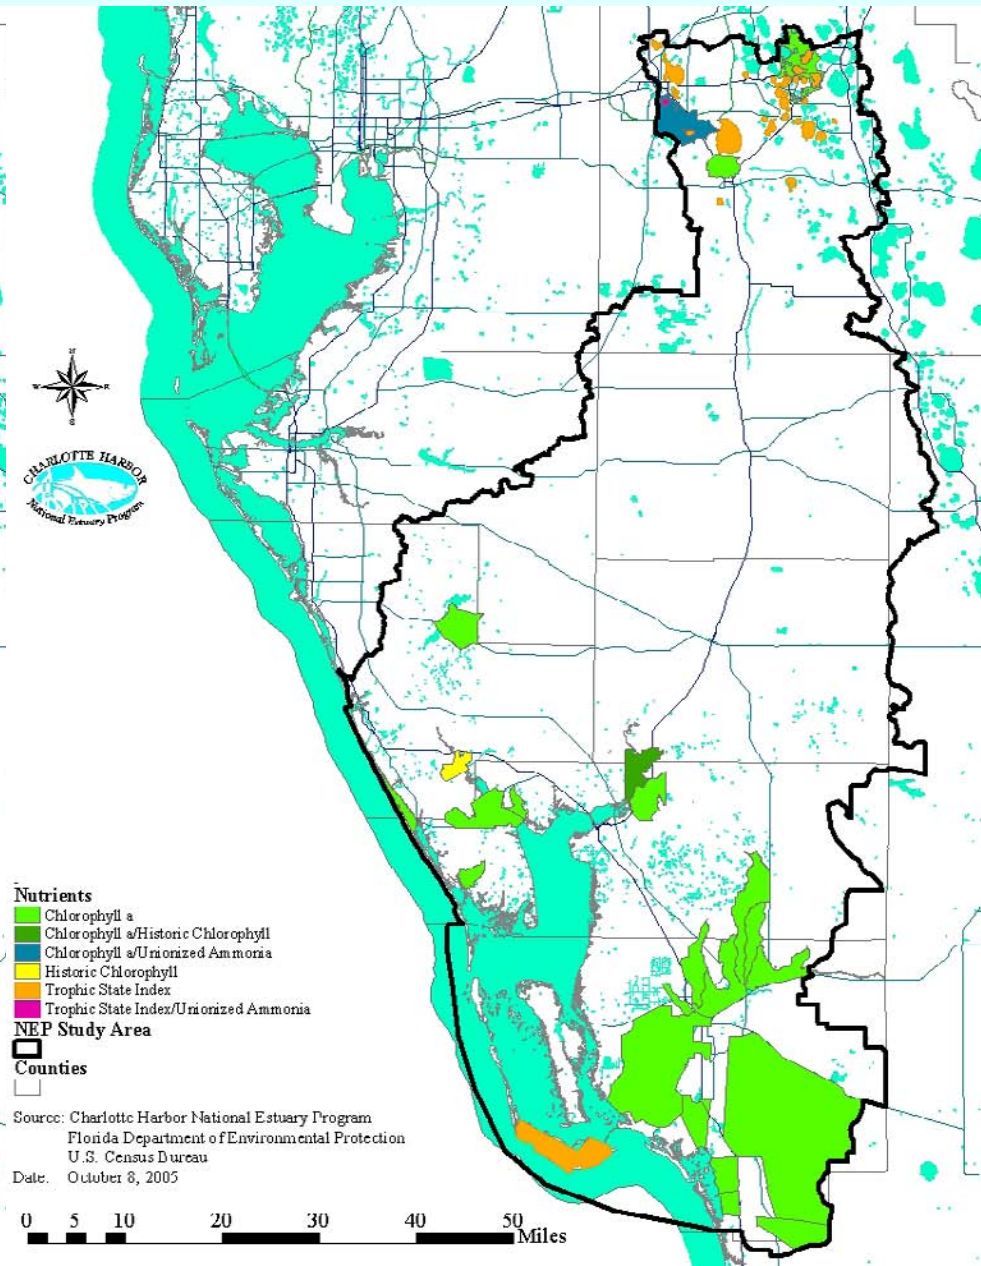 N
W
S
CHARLOTTE HARBOR
National Estuary Program
Nutrients
Chlorophyll a
Chlorophyll a/Historic Chlorophyll
Chlorophyll a/Unionized Ammonia
Historic Chlorophyll
Trophic State Index
Trophic State Index/Unionized Ammonia
NEP Study Area
Counties
Source: Charlotte Harbor National Estuary Program
Florida Department of Environmental Protection
U.S. Census Bureau
Date: October 8, 2005
0 5 10 20 30 40 50 Miles